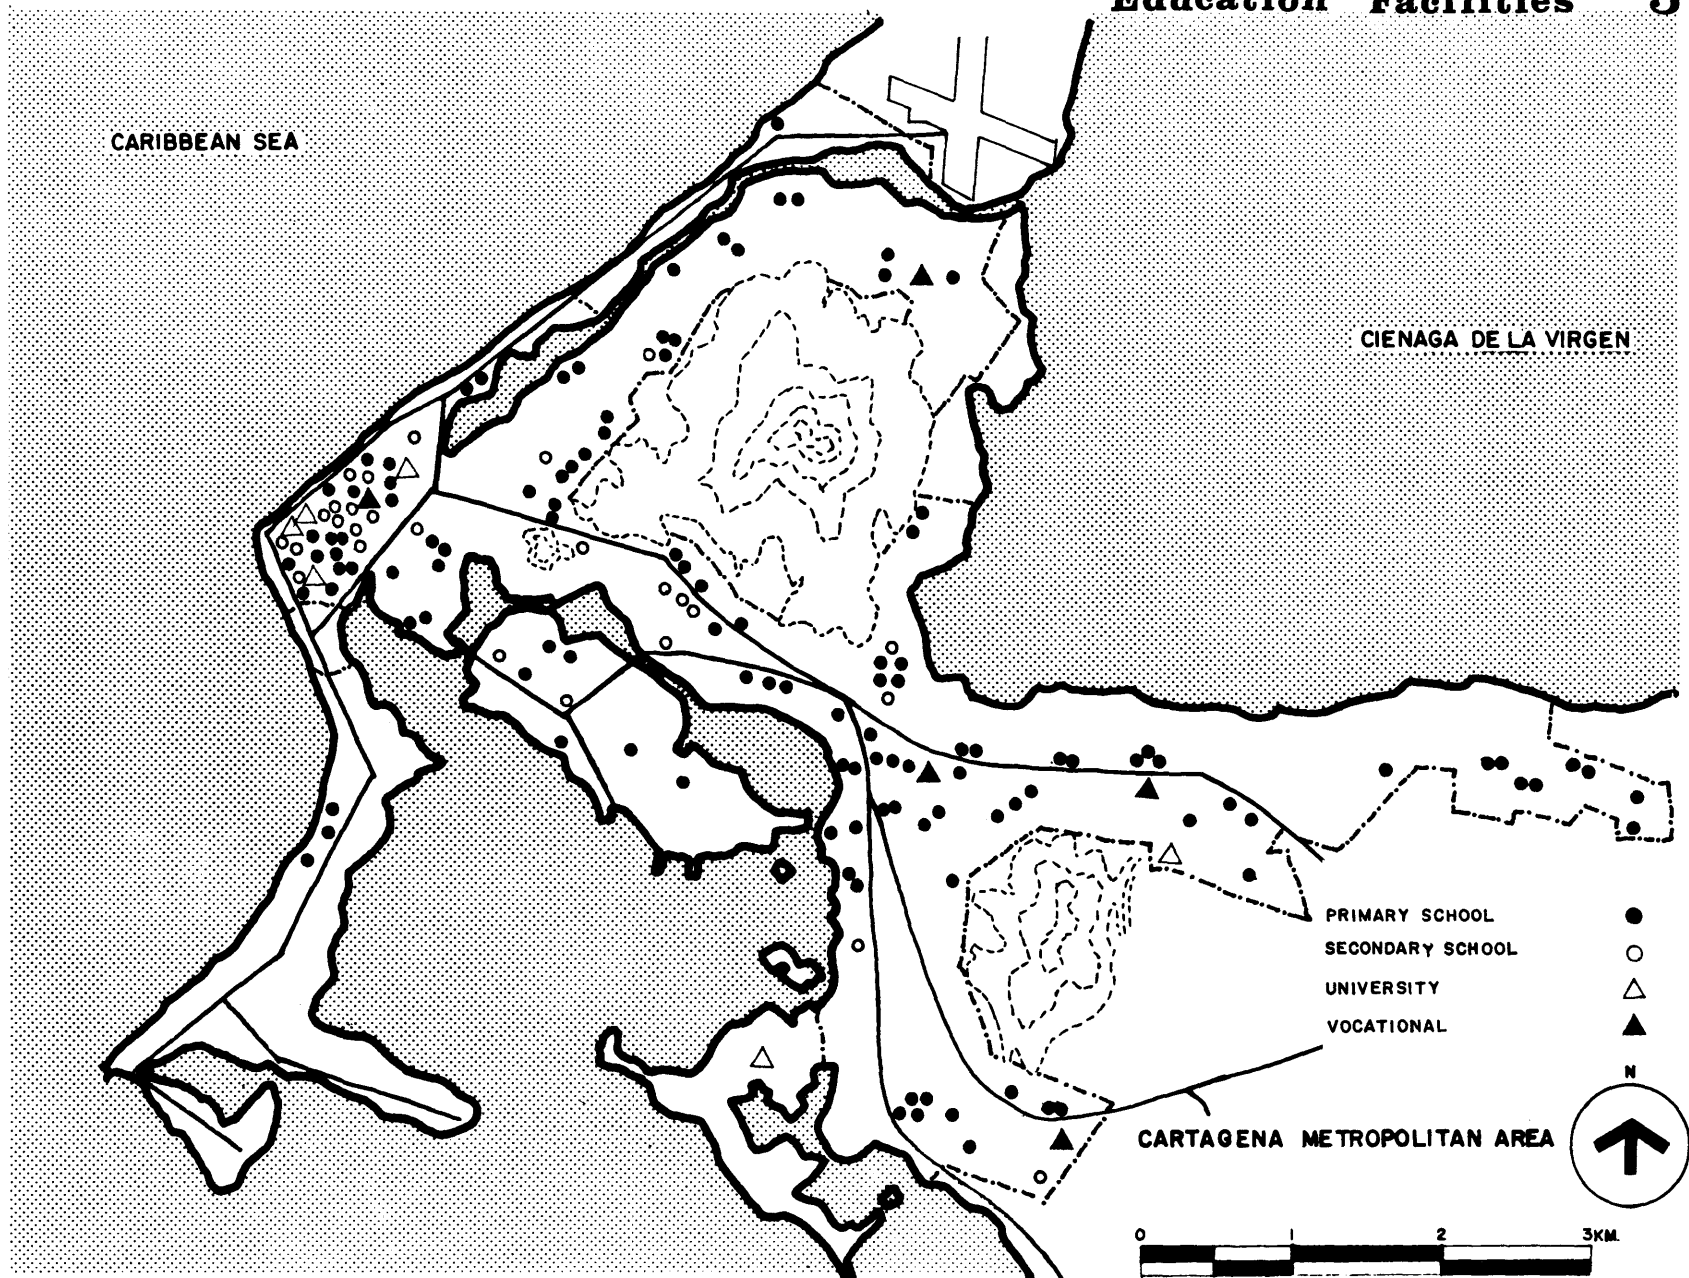 Education Facilities
CARIBBEAN SEA
CIENAGA DE LA VIRGEN
PRIMARY SCHOOL
SECONDARY SCHOOL
UNIVERSITY
VOCATIONAL
N
CARTAGENA METROPOLITAN AREA
0 1 2 3KM.